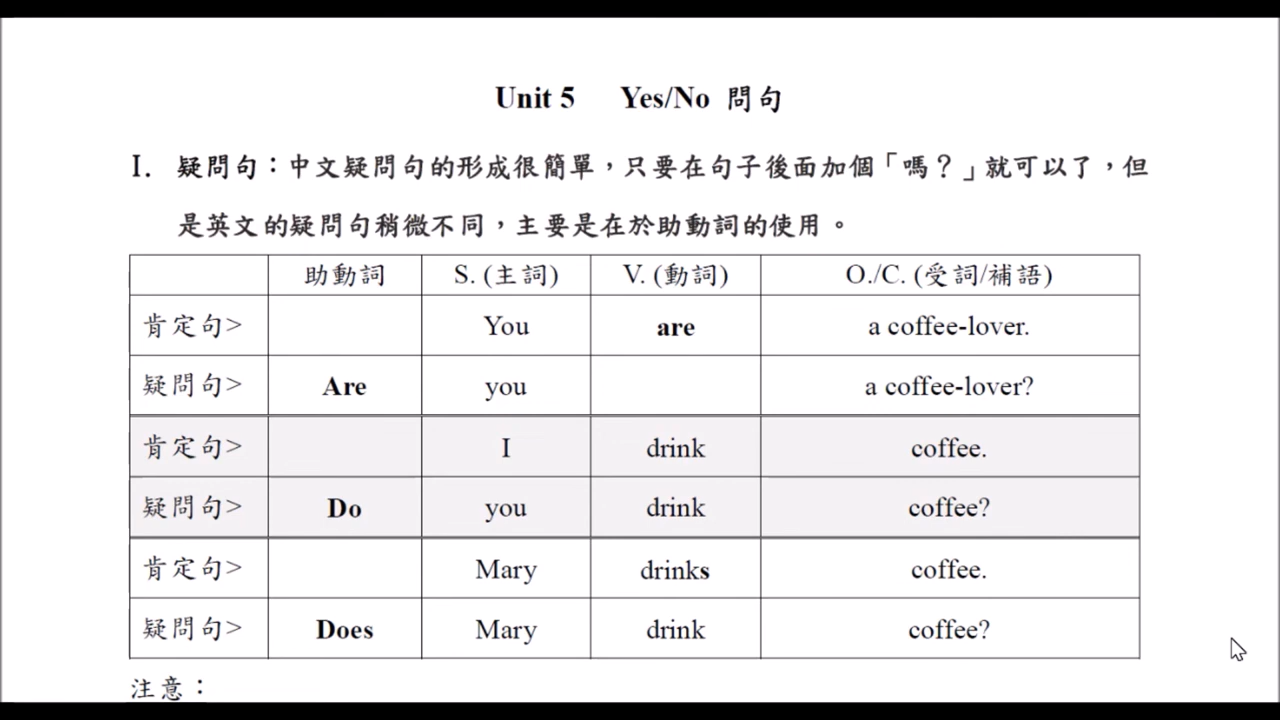 Unit 5 Yes/No 問句
I. 疑問句：中文疑問句的形成很簡單，只要在句子後面加個「嗎？」就可以了，但
是英文的疑問句稍微不同，主要是在於助動詞的使用。
助動詞 S. (主詞) V. (動詞) O./C. (受詞/補語)
肯定句> You are a coffee-lover.
疑問句> Are you a coffee-lover?
肯定句> I drink coffee.
疑問句> Do you drink coffee?
肯定句> Mary drinks coffee.
疑問句> Does Mary drink coffee?
注意：